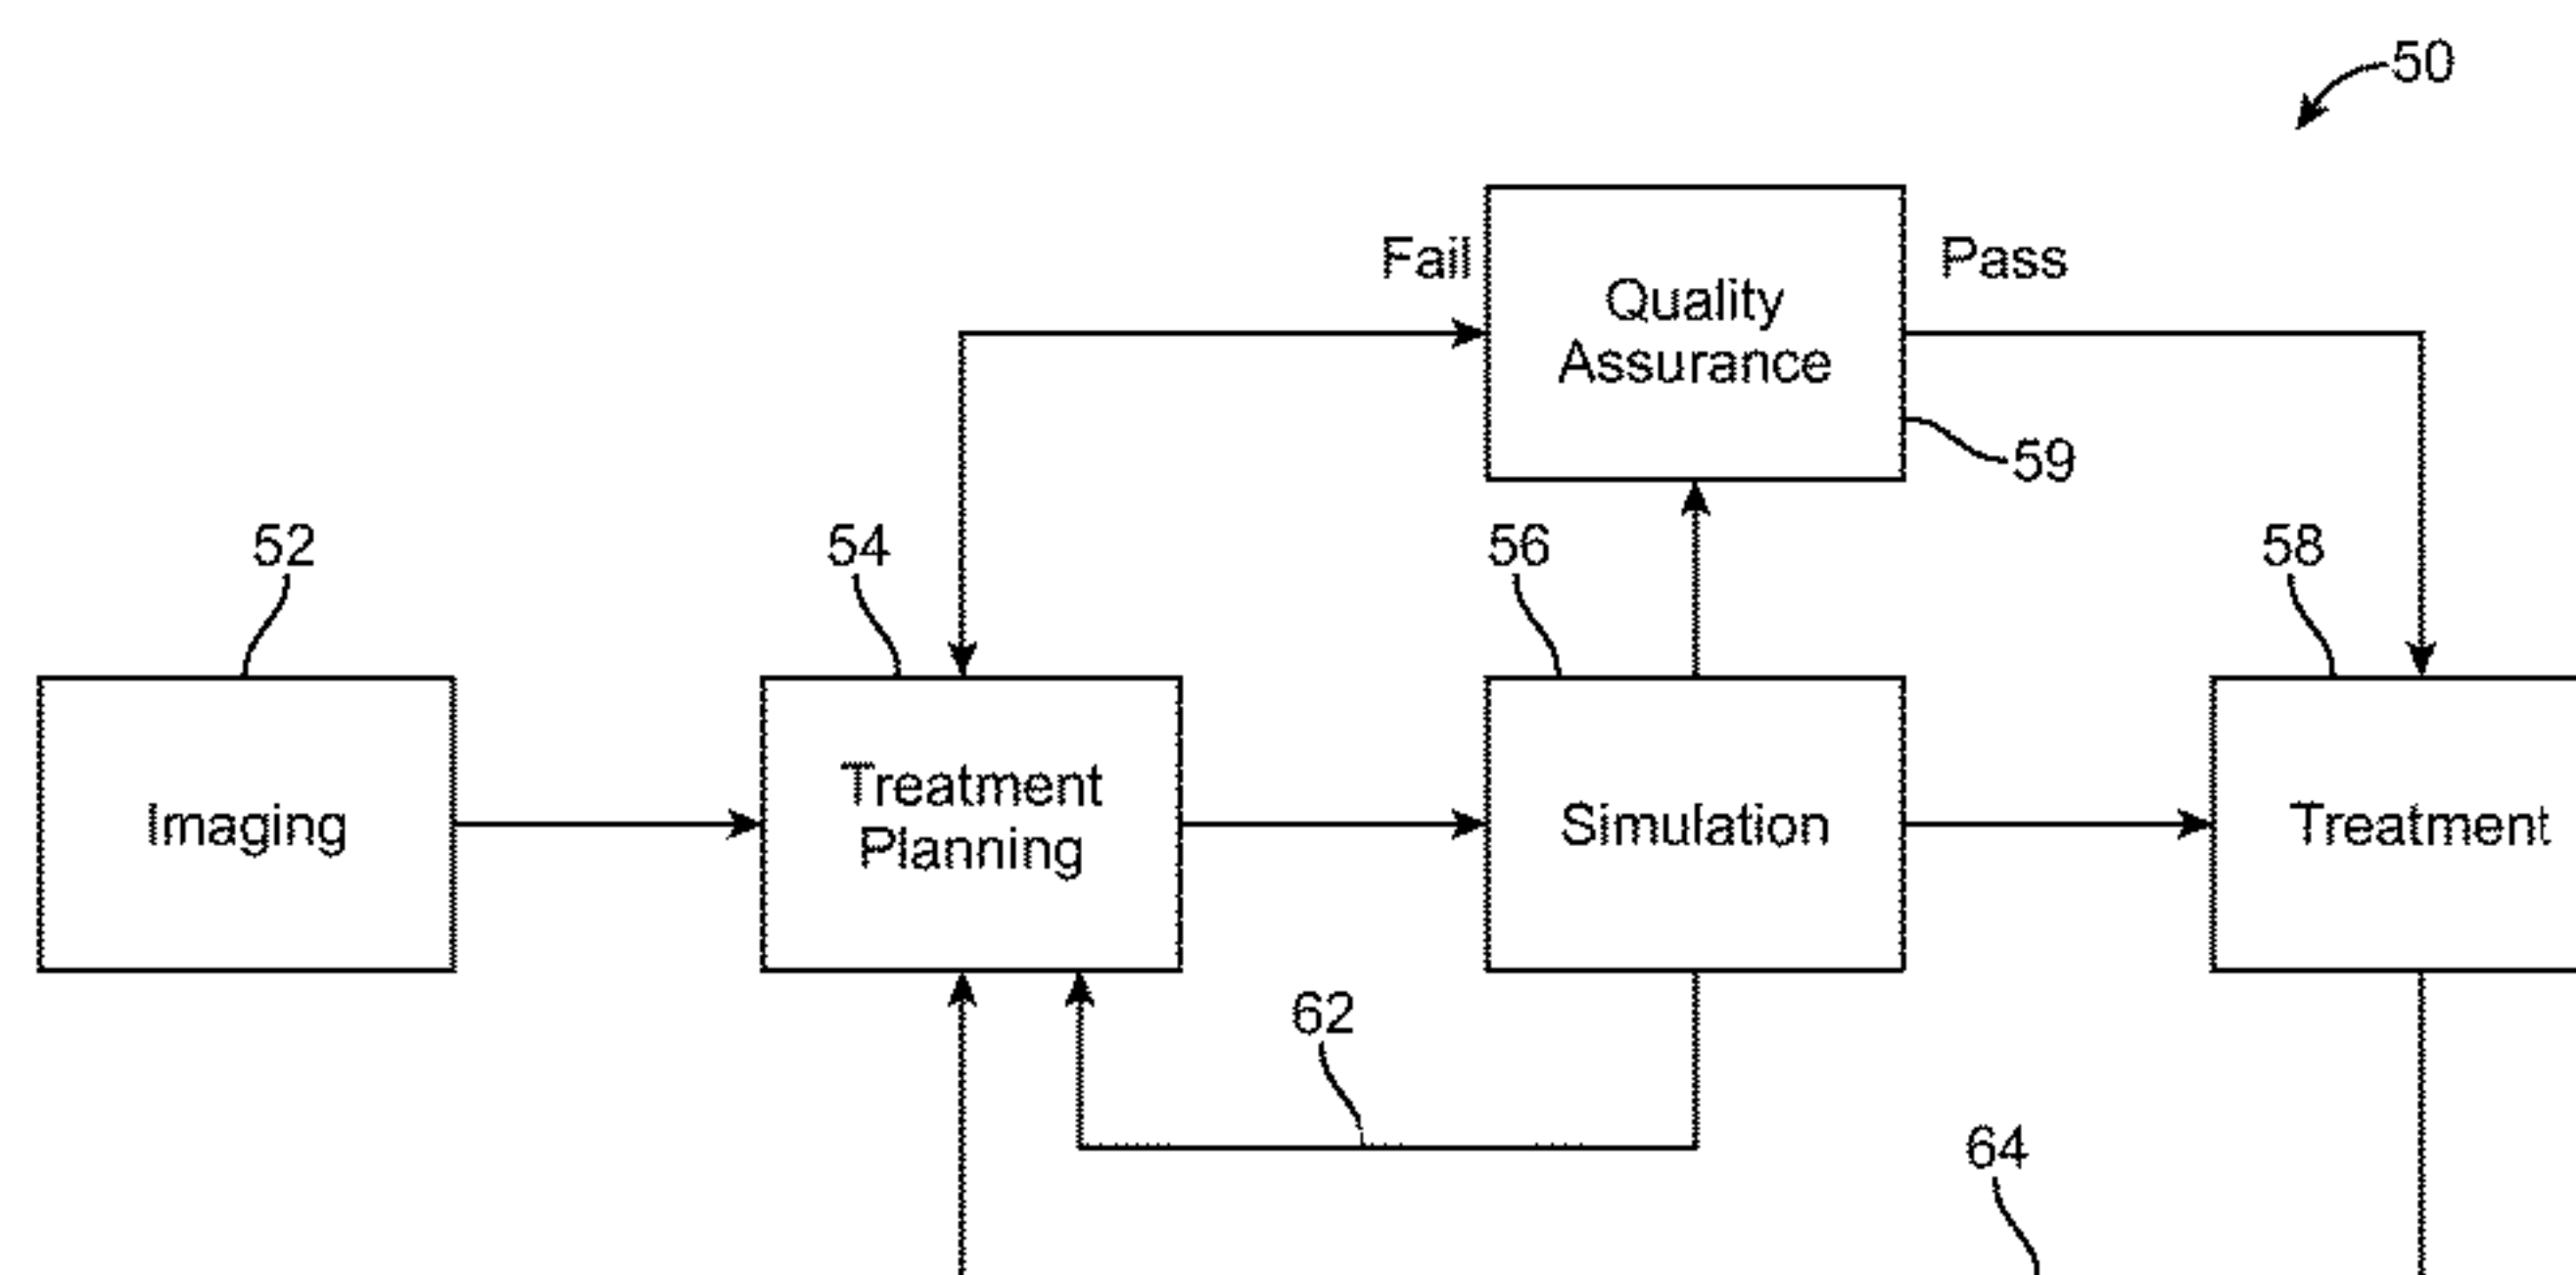 50
Fail
Pass
Quality
Assurance
59
52
54
56
58
Imaging
Treatment
Planning
Simulation
Treatment
62
64